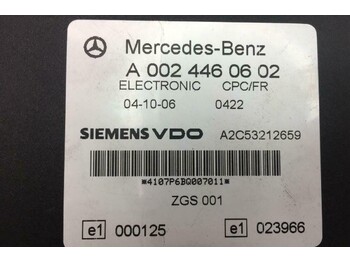 Mercedes-Benz
A 002 446 06 02
ELECTRONIC CPC/FR
04-10-06 0422
SIEMENS VDO A2C53212659
*4107P6BQ007011*
ZGS 001
e1 000125 e1 023966